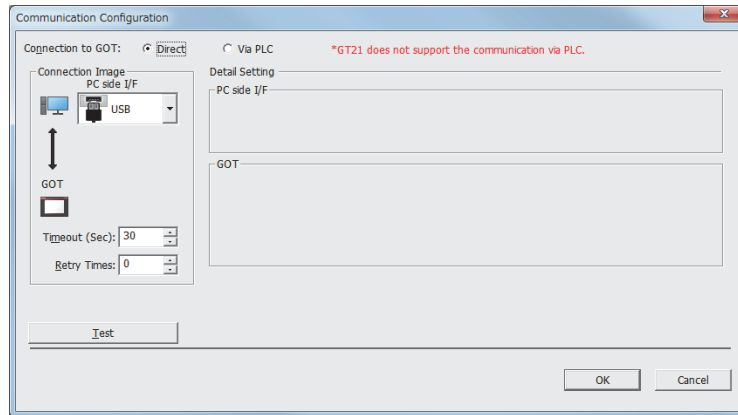 Communication Configuration
Connection to GOT: Direct Via PLC *GT21 does not support the communication via PLC.
Connection Image Detail Setting
PC side I/F PC side I/F
USB
GOT
GOT
Timeout (Sec): 30
Retry Times: 0
Test
OK Cancel